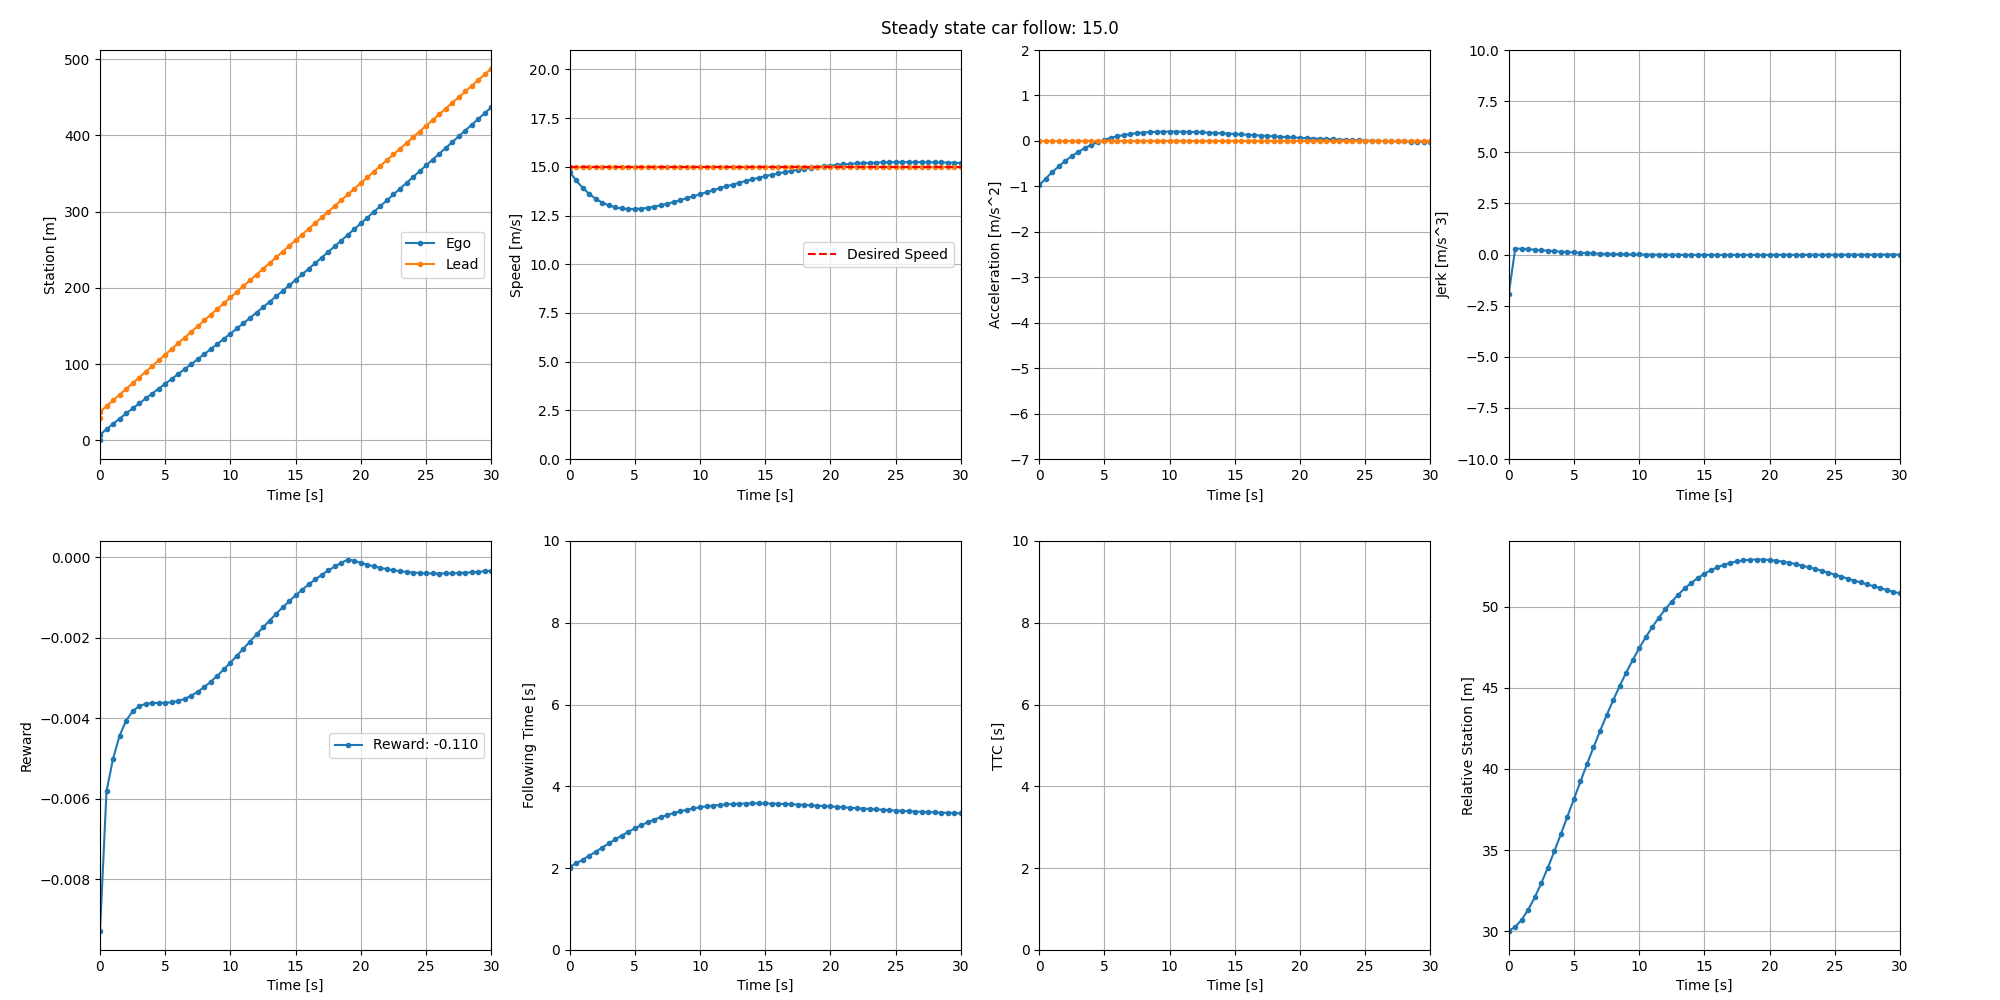 Steady state car follow: 15.0
Station [m]
500
400
300
200
100
0
Ego
Lead
0 5 10 15 20 25 30
Time [s]
Speed [m/s]
20.0
17.5
15.0
12.5
10.0
7.5
5.0
2.5
0.0
Desired Speed
0 5 10 15 20 25 30
Time [s]
Acceleration [m/s^2]
2
1
0
−1
−2
−3
−4
−5
−6
−7
0 5 10 15 20 25 30
Time [s]
Jerk [m/s^3]
10.0
7.5
5.0
2.5
0.0
−2.5
−5.0
−7.5
−10.0
0 5 10 15 20 25 30
Time [s]
Reward
0.000
−0.002
−0.004
−0.006
−0.008
Reward: -0.110
0 5 10 15 20 25 30
Time [s]
Following Time [s]
10
8
6
4
2
0
0 5 10 15 20 25 30
Time [s]
TTC [s]
10
8
6
4
2
0
0 5 10 15 20 25 30
Time [s]
Relative Station [m]
50
45
40
35
30
0 5 10 15 20 25 30
Time [s]